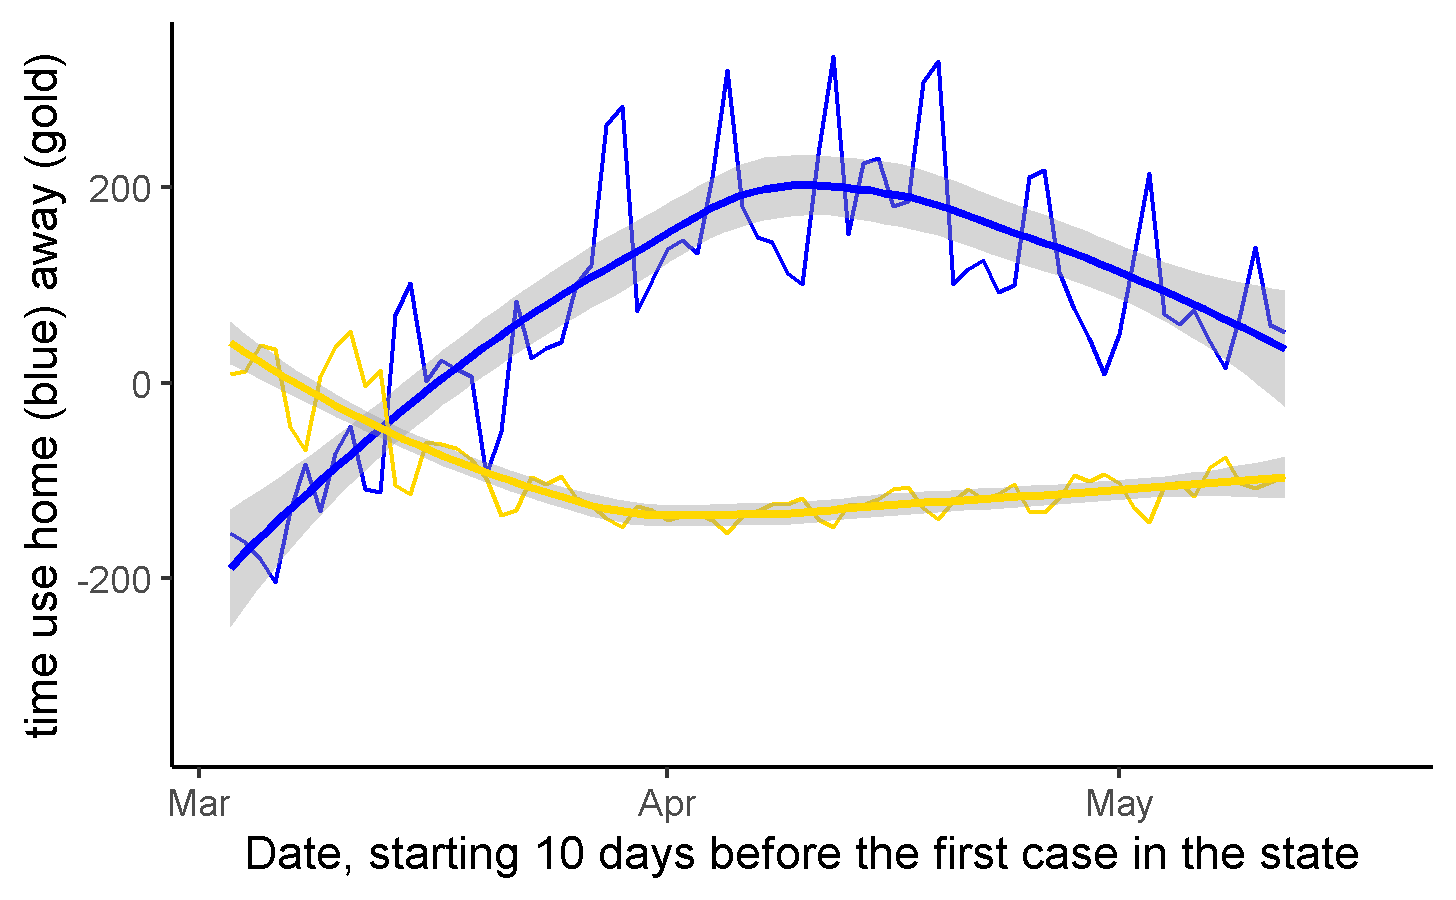 time use home (blue) away (gold)
200
0
-200
Mar Apr May
Date, starting 10 days before the first case in the state